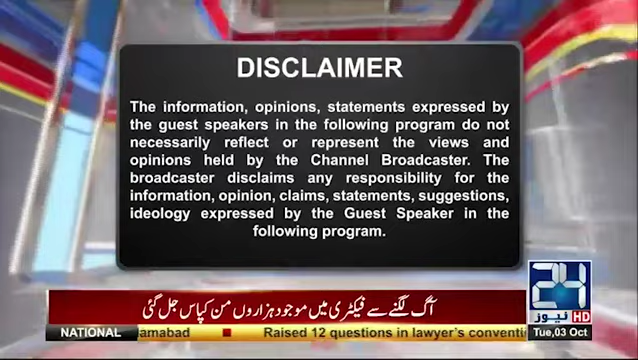 DISCLAIMER
The information, opinions, statements expressed by
the guest speakers in the following program do not
necessarily reflect or represent the views and
opinions held by the Channel Broadcaster. The
broadcaster disclaims any responsibility for the
information, opinion, claims, statements, suggestions,
ideology expressed by the Guest Speaker in the
following program.
آگ لگنے سے فیکٹری میں موجود ہزاروں من کپاس جل گئی
24
نیوز HD
NATIONAL
amabad
Raised 12 questions in lawyer's conventi
Tue,03 Oct